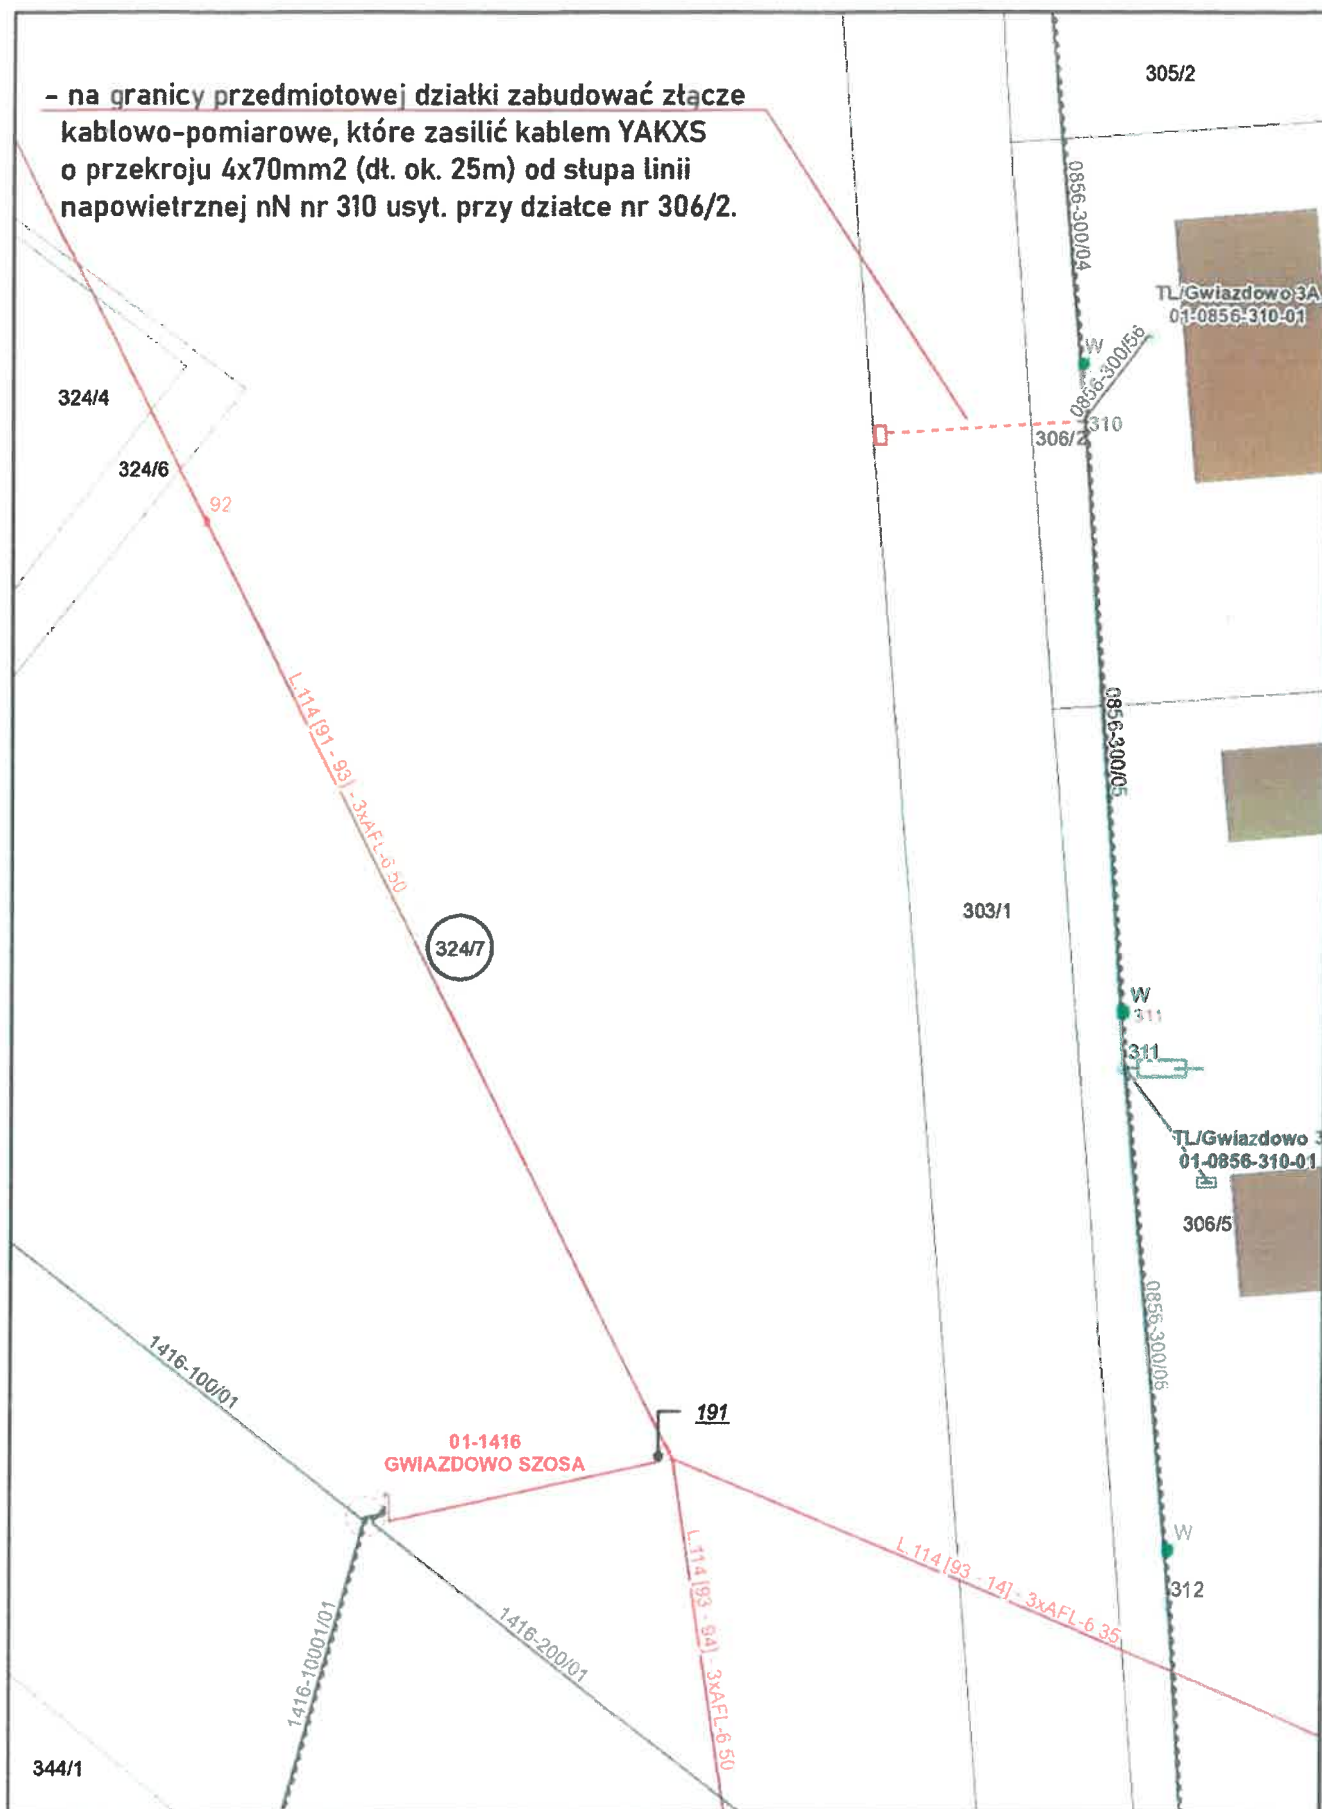 - na granicy przedmiotowej działki zabudować złącze
kablowo-pomiarowe, które zasilić kablem YAKXS
o przekroju 4x70mm2 (dł. ok. 25m) od słupa linii
napowietrznej nN nr 310 usyt. przy działce nr 306/2.
305/2
0856-300/04
TL/Gwiazdowo 3A
01-0856-310-01
W
0856-300/56
310
306/2
324/4
324/6
92
L.114 [91 - 93] - 3xAFL-6 50
0856-300/05
303/1
324/7
W
311
311
TL/Gwiazdowo 3
01-0856-310-01
306/5
0856-300/06
1416-100/01
191
01-1416
GWIAZDOWO SZOSA
L.114 [93 - 94] - 3xAFL-6 50
L.114 [93 - 14] - 3xAFL-6 35
W
312
1416-10001/01
1416-200/01
344/1